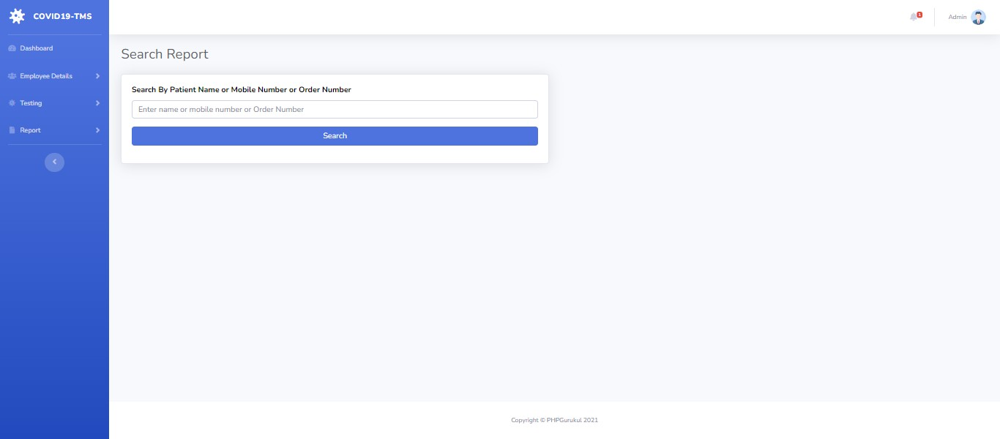 COVID19-TMS
Dashboard
Employee Details
Testing
Report
1
Admin
Search Report
Search By Patient Name or Mobile Number or Order Number
Enter name or mobile number or Order Number
Search
Copyright © PHPGurukul 2021